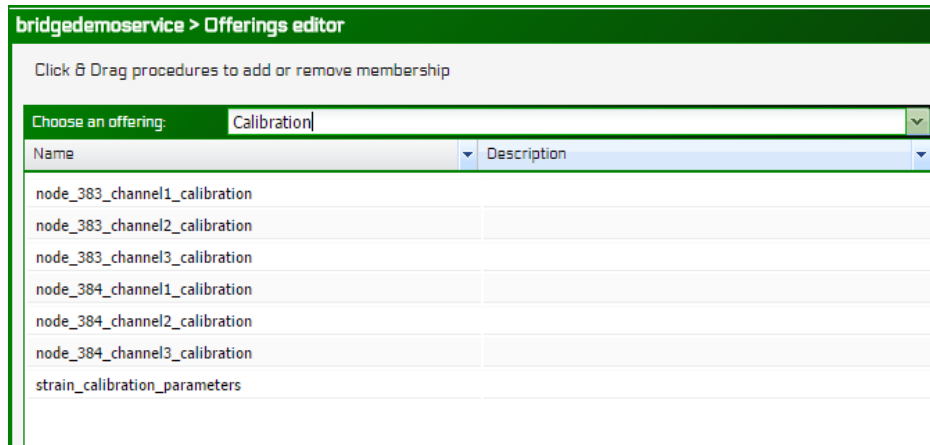 bridgedemoservice > Offerings editor
Click & Drag procedures to add or remove membership
Choose an offering: Calibration
Name Description
node_383_channel1_calibration
node_383_channel2_calibration
node_383_channel3_calibration
node_384_channel1_calibration
node_384_channel2_calibration
node_384_channel3_calibration
strain_calibration_parameters